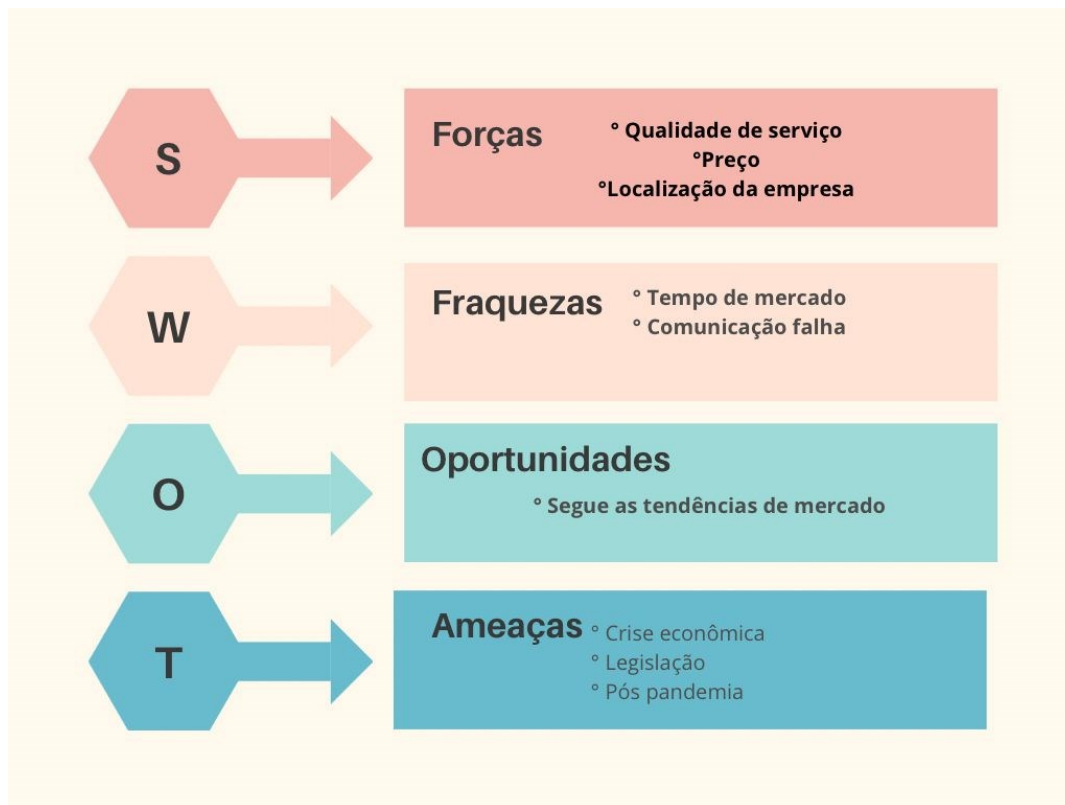 S
Forças
° Qualidade de serviço
°Preço
°Localização da empresa
W
Fraquezas
° Tempo de mercado
° Comunicação falha
O
Oportunidades
° Segue as tendências de mercado
T
Ameaças
° Crise econômica
° Legislação
° Pós pandemia